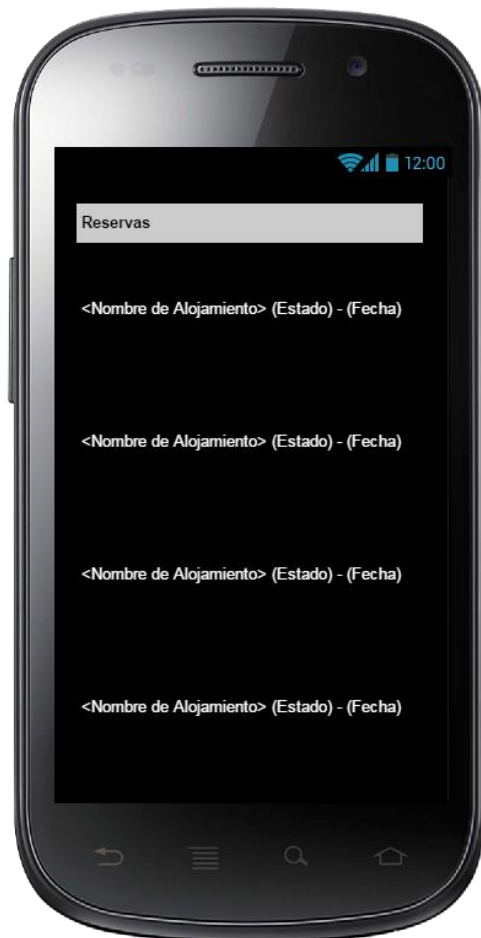 12:00
Reservas
<Nombre de Alojamiento> (Estado) - (Fecha)
<Nombre de Alojamiento> (Estado) - (Fecha)
<Nombre de Alojamiento> (Estado) - (Fecha)
<Nombre de Alojamiento> (Estado) - (Fecha)